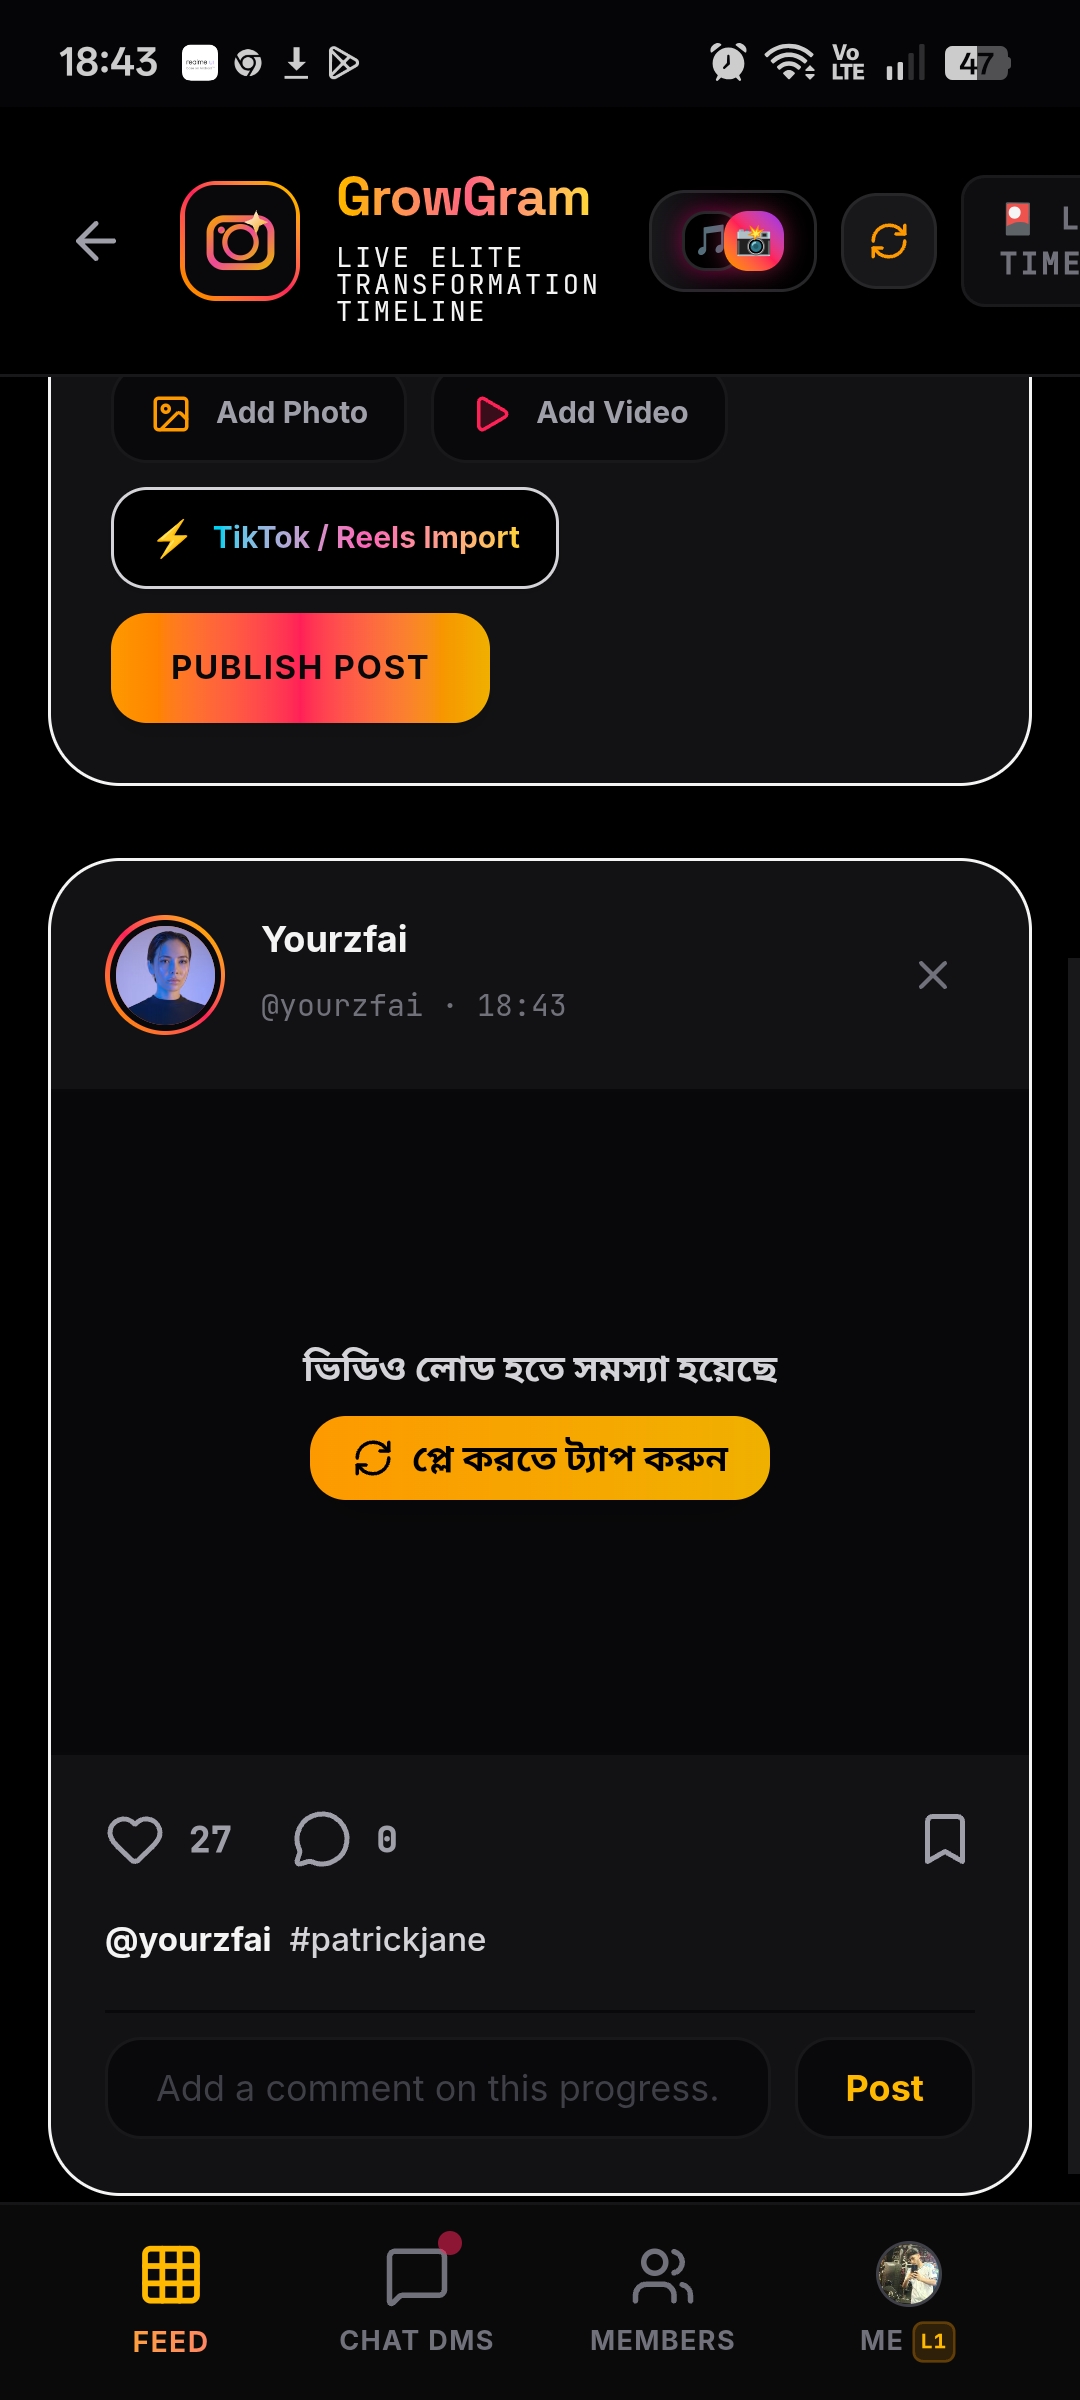 18:43
Vo
LTE
47
GrowGram
LIVE ELITE
TRANSFORMATION
TIMELINE
TIME
Add Photo
Add Video
TikTok / Reels Import
PUBLISH POST
Yourzfai
@yourzfai · 18:43
ভিডিও লোড হতে সমস্যা হয়েছে
প্লে করতে ট্যাপ করুন
27
0
@yourzfai #patrickjane
Add a comment on this progress.
Post
FEED
CHAT DMS
MEMBERS
ME L1